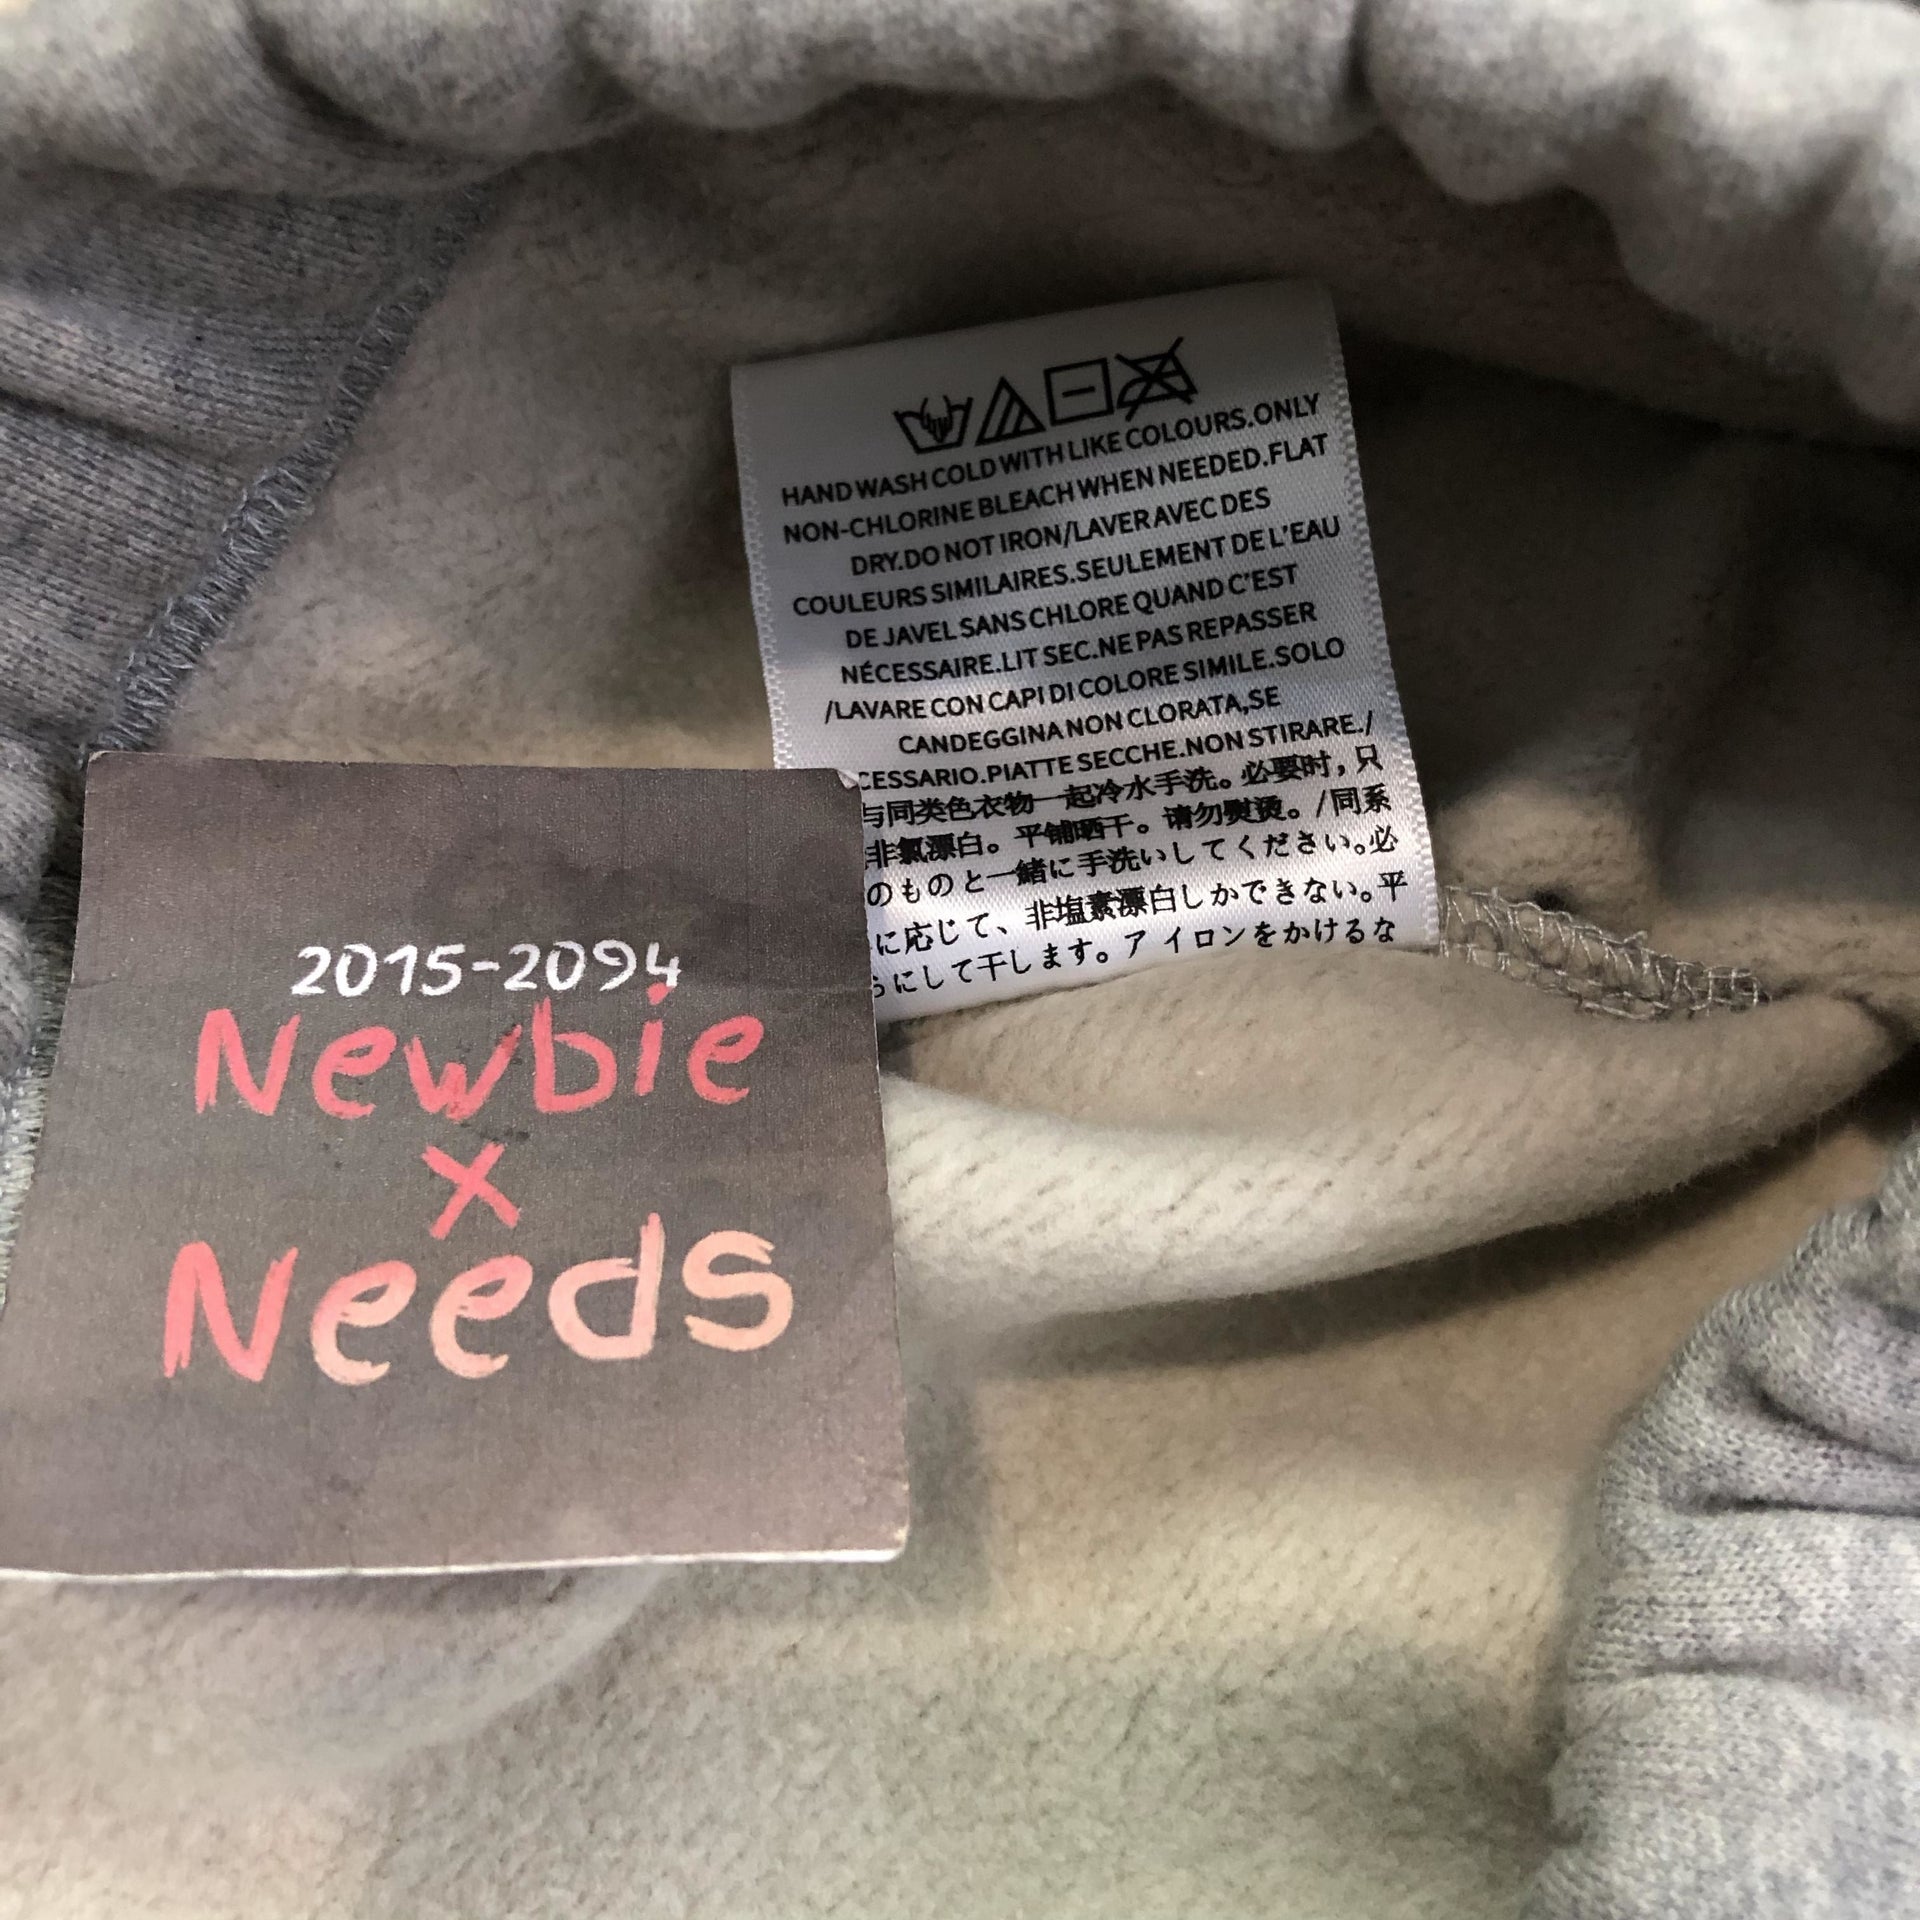 HAND WASH COLD WITH LIKE COLOURS.ONLY
NON-CHLORINE BLEACH WHEN NEEDED.FLAT
DRY.DO NOT IRON/LAVER AVEC DES
COULEURS SIMILAIRES.SEULEMENT DE L'EAU
DE JAVEL SANS CHLORE QUAND C'EST
NÉCESSAIRE.LIT SEC.NE PAS REPASSER
/LAVARE CON CAPI DI COLORE SIMILE.SOLO
CANDEGGINA NON CLORATA,SE
CESSARIO.PIATTE SECCHE.NON STIRARE./
与同类色衣物一起冷水手洗。必要时，只
非氯漂白。平铺晒干。请勿熨烫。/同系
のものと一緒に手洗いしてください。必
に応じて、非塩素漂白しかできない。平
らにして干します。アイロンをかけるな
2015-2094
Newbie
x
Needs